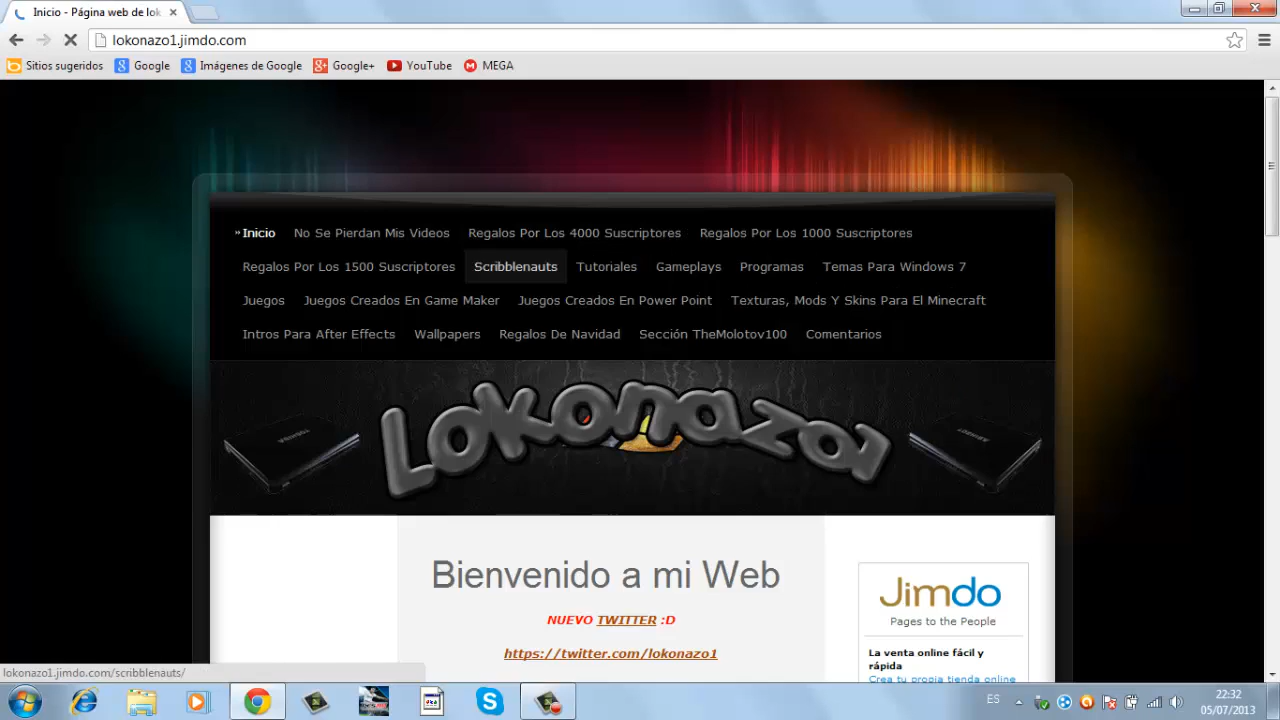 Inicio - Página web de lok
lokonazo1.jimdo.com
Sitios sugeridos Google Imágenes de Google Google+ YouTube MEGA
» Inicio No Se Pierdan Mis Videos Regalos Por Los 4000 Suscriptores Regalos Por Los 1000 Suscriptores
Regalos Por Los 1500 Suscriptores Scribblenauts Tutoriales Gameplays Programas Temas Para Windows 7
Juegos Juegos Creados En Game Maker Juegos Creados En Power Point Texturas, Mods Y Skins Para El Minecraft
Intros Para After Effects Wallpapers Regalos De Navidad Sección TheMolotov100 Comentarios
TOSHIBA Lokonazo1 TOSHIBA
Bienvenido a mi Web
NUEVO TWITTER :D
https://twitter.com/lokonazo1
Jimdo
Pages to the People
La venta online fácil y
rápida
Crea tu propia tienda online
lokonazo1.jimdo.com/scribblenauts/
ES
22:32
05/07/2013